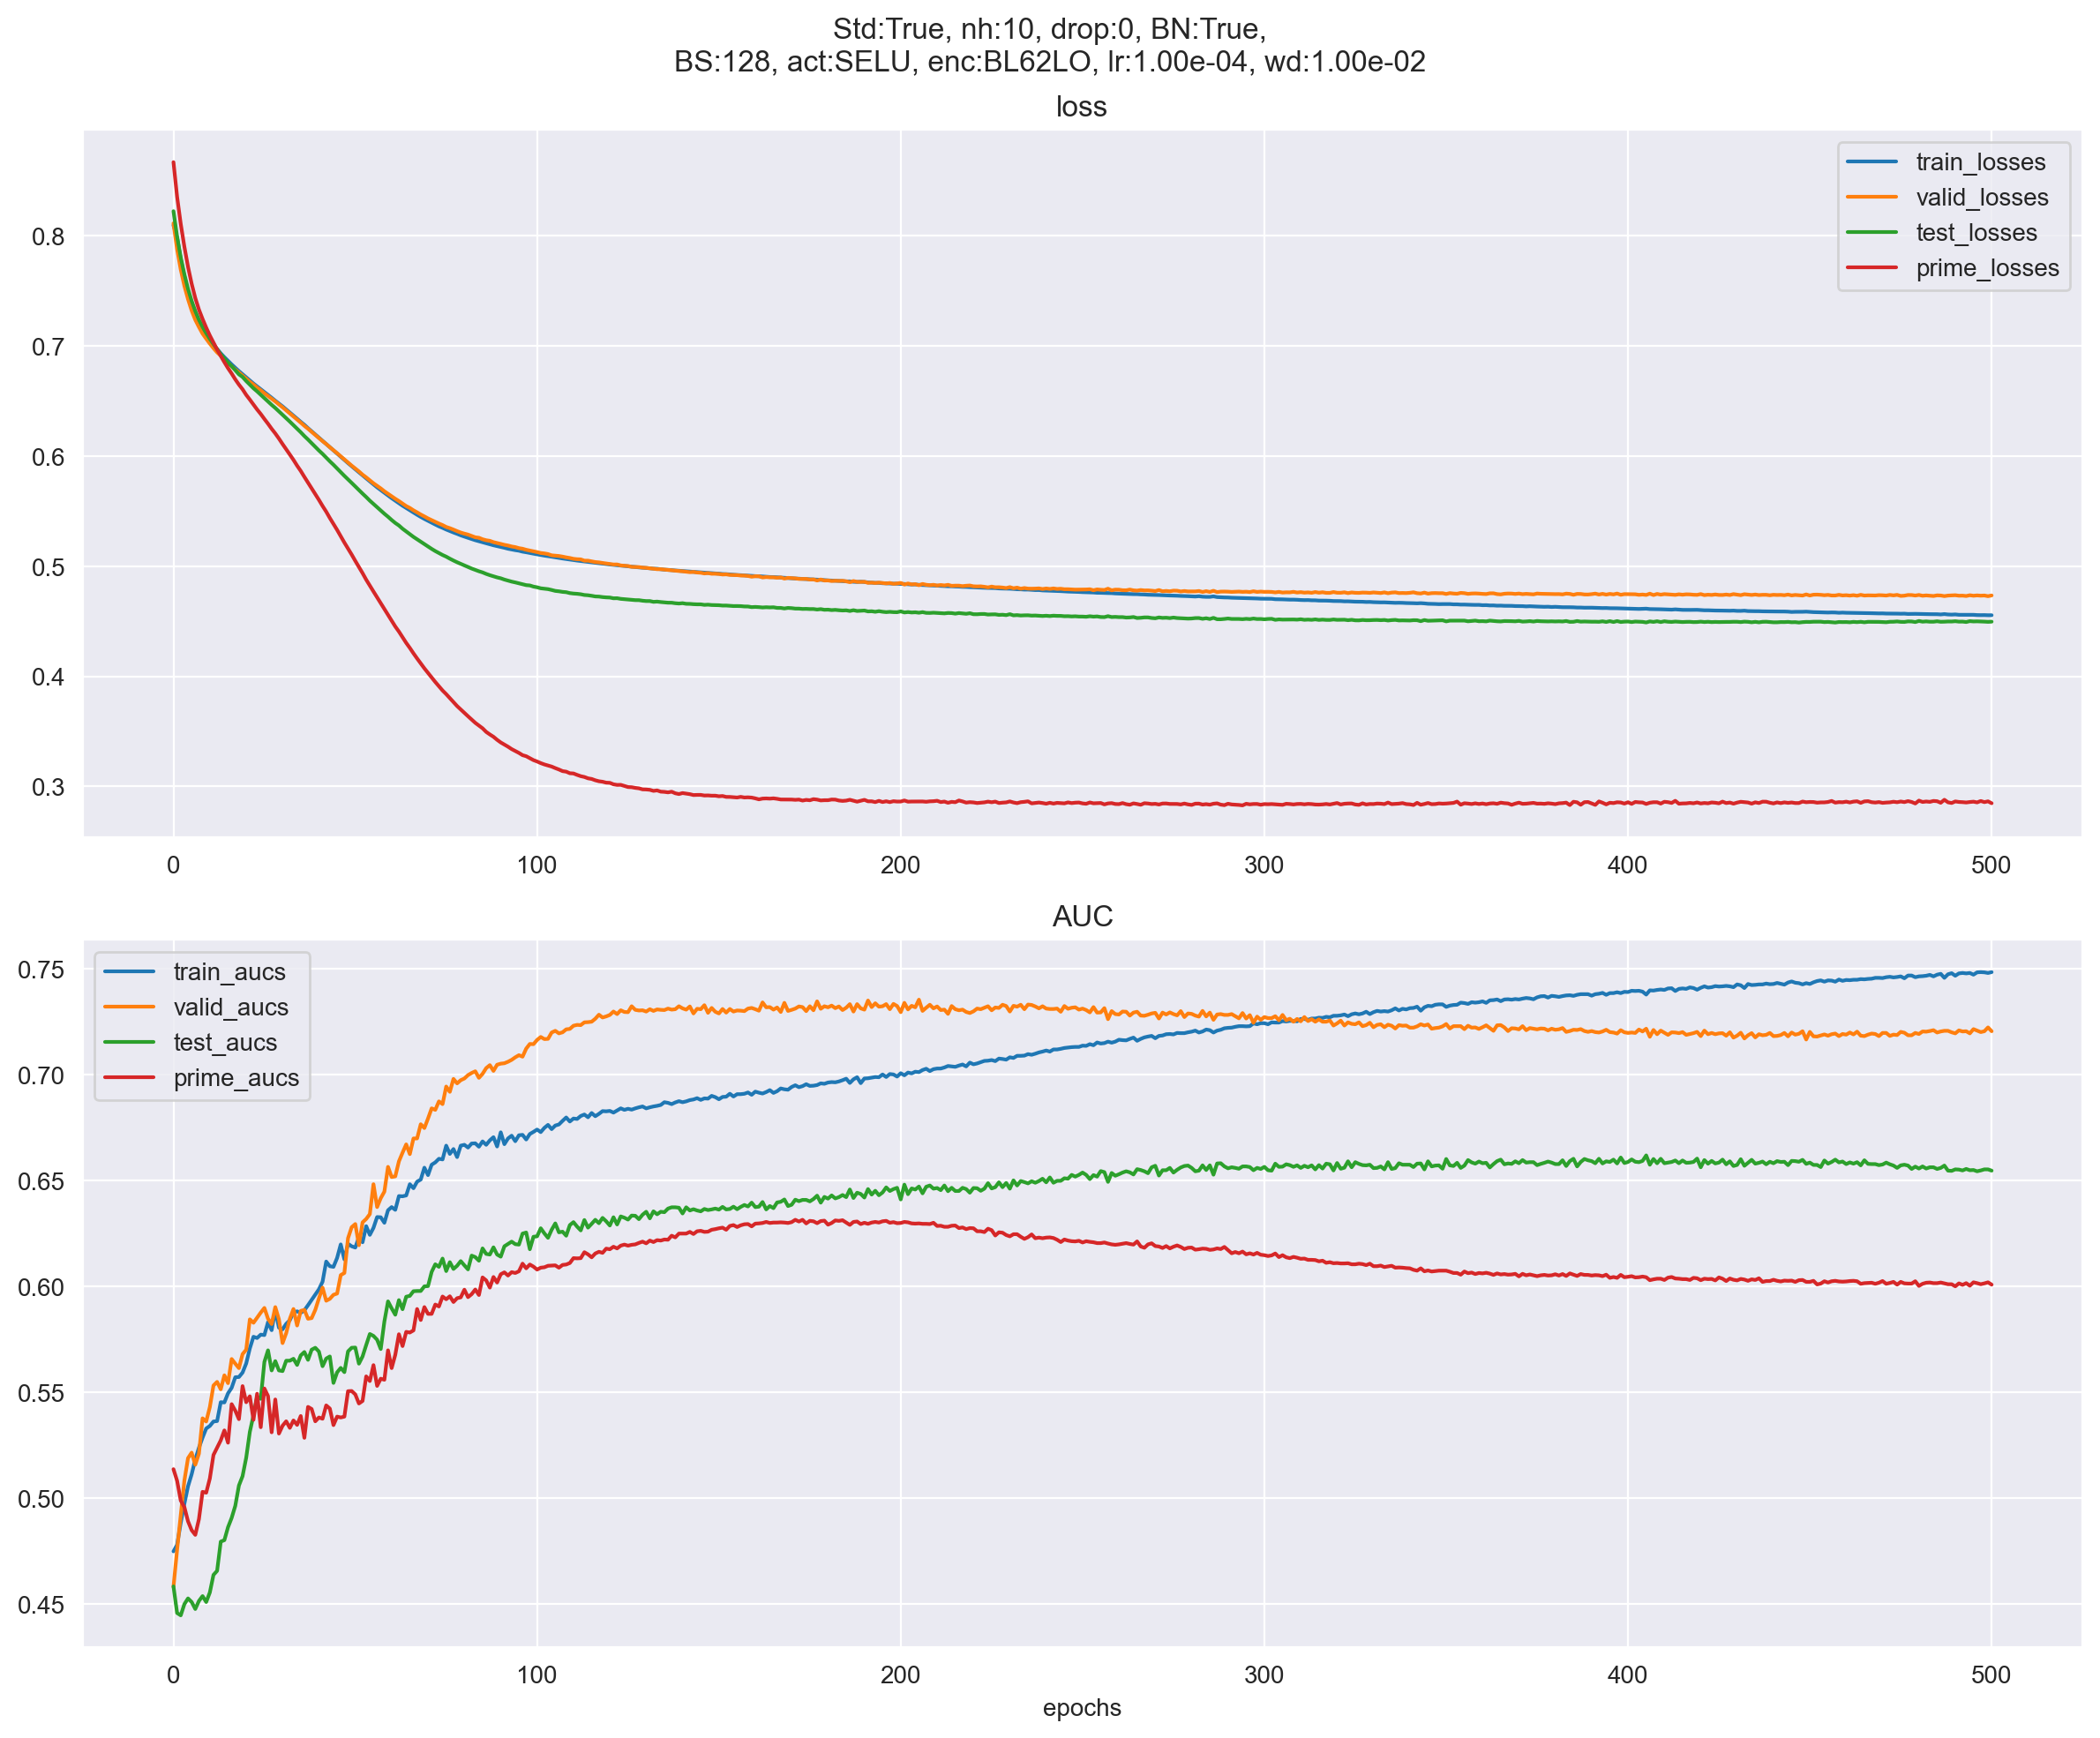 Std:True, nh:10, drop:0, BN:True,
BS:128, act:SELU, enc:BL62LO, lr:1.00e-04, wd:1.00e-02
loss
train_losses
valid_losses
test_losses
prime_losses
0.8
0.7
0.6
0.5
0.4
0.3
0 100 200 300 400 500
AUC
train_aucs
valid_aucs
test_aucs
prime_aucs
0.75
0.70
0.65
0.60
0.55
0.50
0.45
0 100 200 300 400 500
epochs